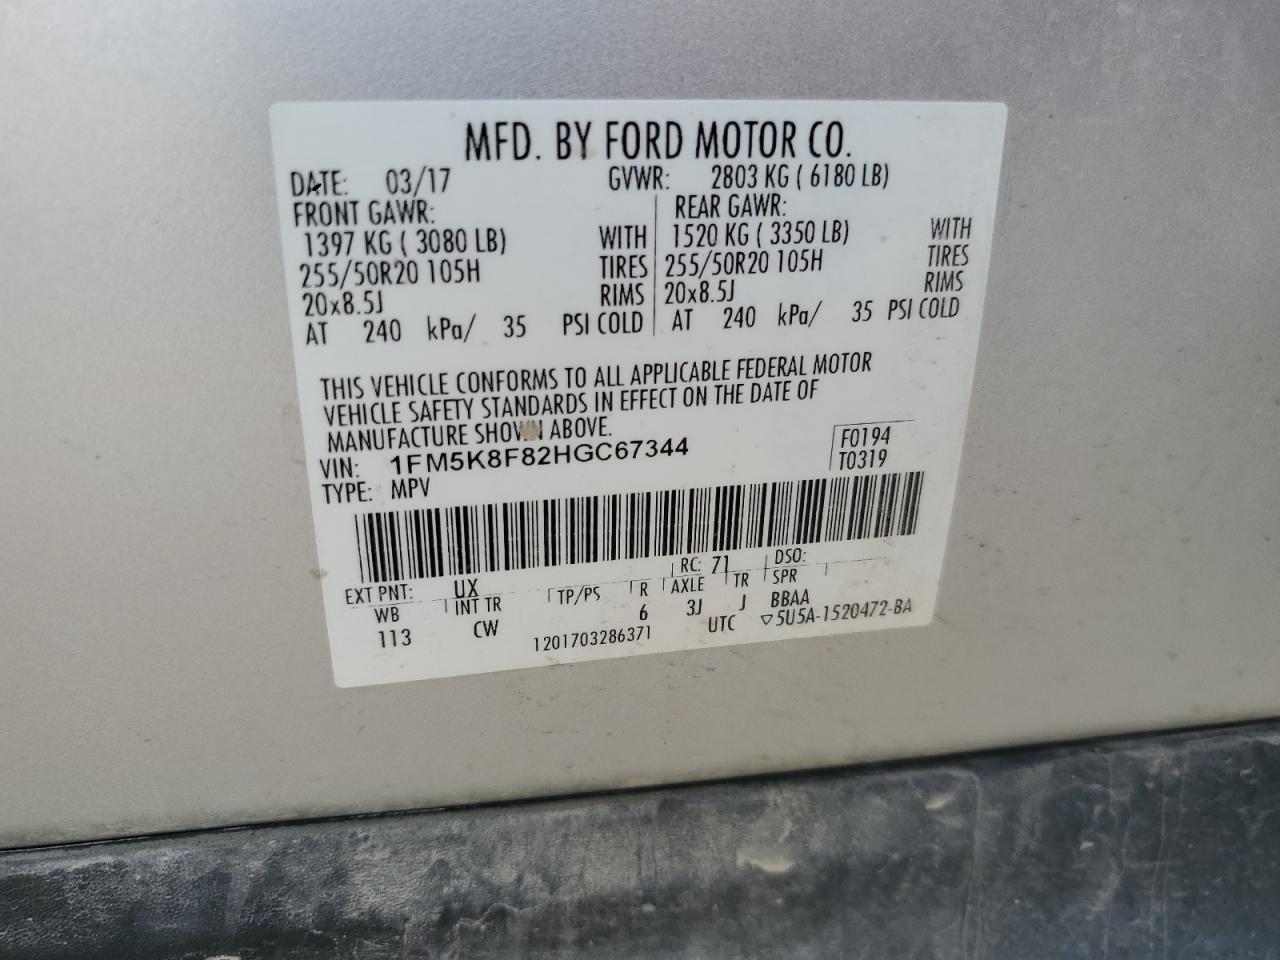 MFD. BY FORD MOTOR CO.
DATE: 03/17 GVWR: 2803 KG ( 6180 LB)
FRONT GAWR: REAR GAWR:
1397 KG ( 3080 LB) WITH 1520 KG ( 3350 LB) WITH
255/50R20 105H TIRES 255/50R20 105H TIRES
20x8.5J RIMS 20x8.5J RIMS
AT 240 kPa/ 35 PSI COLD AT 240 kPa/ 35 PSI COLD
THIS VEHICLE CONFORMS TO ALL APPLICABLE FEDERAL MOTOR
VEHICLE SAFETY STANDARDS IN EFFECT ON THE DATE OF
MANUFACTURE SHOWN ABOVE.
VIN: 1FM5K8F82HGC67344 F0194
TYPE: MPV T0319
EXT PNT: UX RC: 71 DSO:
WB INT TR TP/PS R AXLE TR SPR
113 CW 6 3J J BBAA
1201703286371 UTC ▽5U5A-1520472-BA